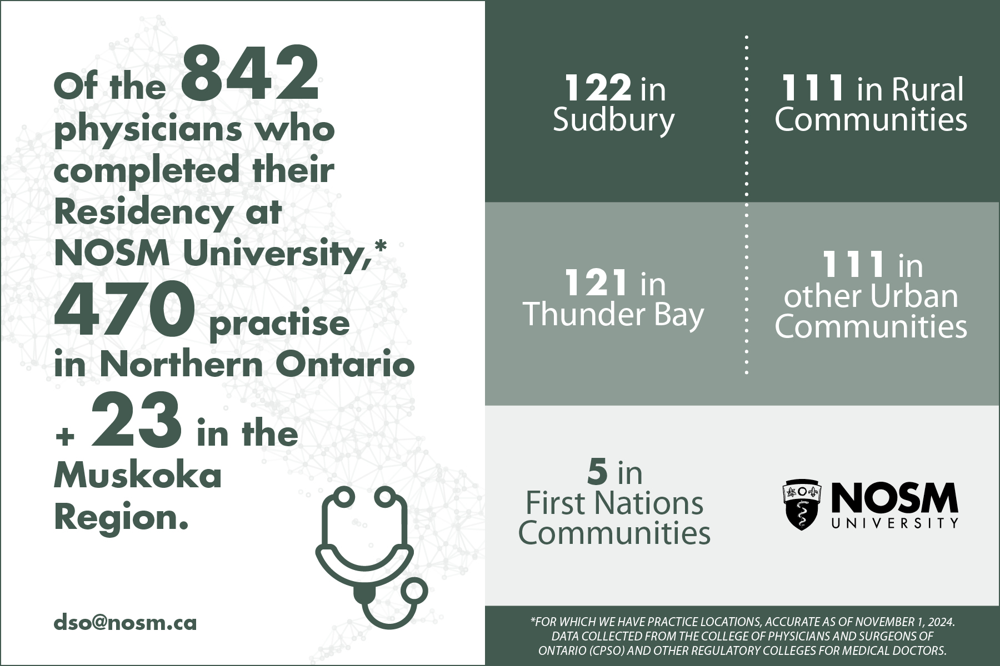 Of the 842
physicians who
completed their
Residency at
NOSM University,*
470 practise
in Northern Ontario
+ 23 in the
Muskoka
Region.
dso@nosm.ca
122 in
Sudbury
111 in Rural
Communities
121 in
Thunder Bay
111 in
other Urban
Communities
5 in
First Nations
Communities
NOSM
UNIVERSITY
*FOR WHICH WE HAVE PRACTICE LOCATIONS, ACCURATE AS OF NOVEMBER 1, 2024.
DATA COLLECTED FROM THE COLLEGE OF PHYSICIANS AND SURGEONS OF
ONTARIO (CPSO) AND OTHER REGULATORY COLLEGES FOR MEDICAL DOCTORS.